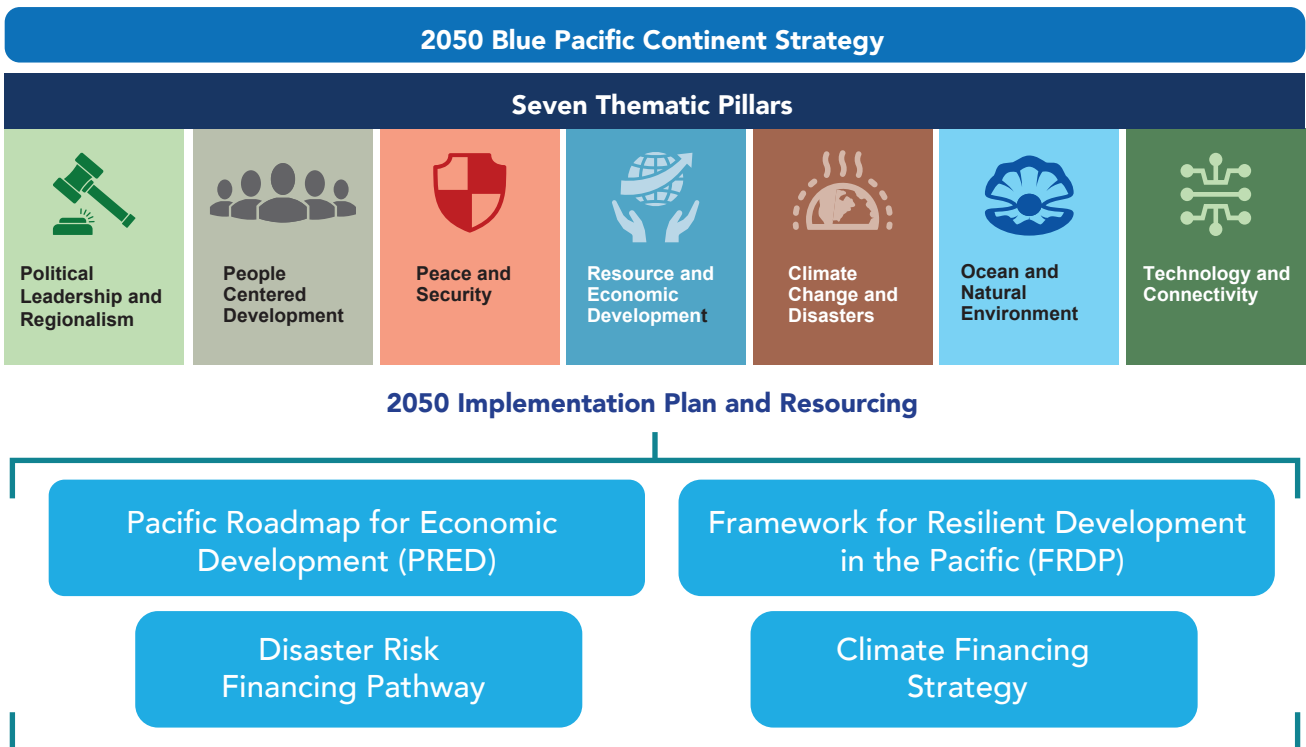 2050 Blue Pacific Continent Strategy
Seven Thematic Pillars
Political
Leadership and
Regionalism
People
Centered
Development
Peace and
Security
Resource and
Economic
Development
Climate
Change and
Disasters
Ocean and
Natural
Environment
Technology and
Connectivity
2050 Implementation Plan and Resourcing
Pacific Roadmap for Economic
Development (PRED)
Framework for Resilient Development
in the Pacific (FRDP)
Disaster Risk
Financing Pathway
Climate Financing
Strategy